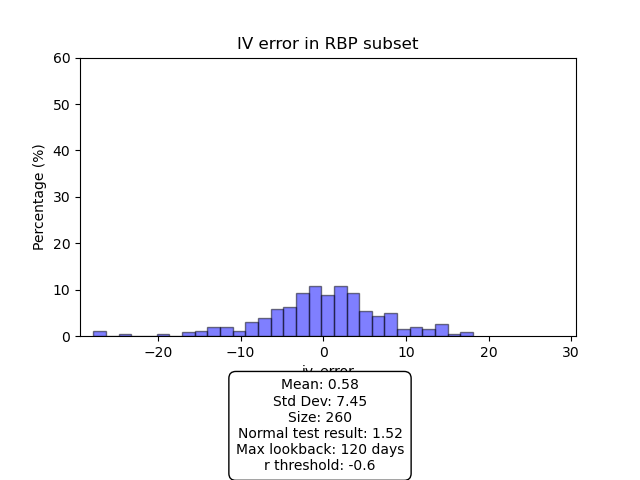 IV error in RBP subset
60
50
40
30
20
10
0
Percentage (%)
−20
−10
0
10
20
30
iv_error
Mean: 0.58
Std Dev: 7.45
Size: 260
Normal test result: 1.52
Max lookback: 120 days
r threshold: -0.6